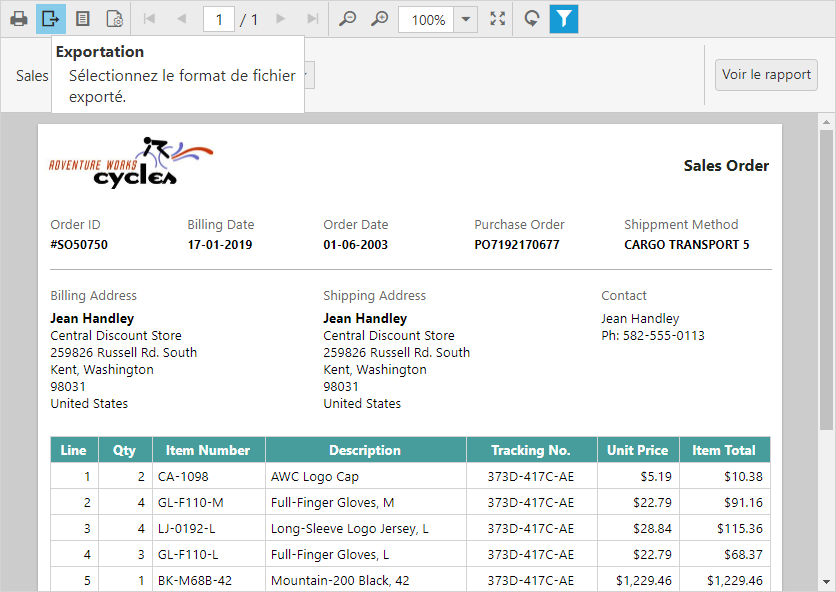 1 / 1 100%
Exportation
Sélectionnez le format de fichier
exporté.
Sales
Voir le rapport
ADVENTURE WORKS
cycles
Sales Order
Order ID Billing Date Order Date Purchase Order Shippment Method
#SO50750 17-01-2019 01-06-2003 PO7192170677 CARGO TRANSPORT 5
Billing Address Shipping Address Contact
Jean Handley Jean Handley Jean Handley
Central Discount Store Central Discount Store Ph: 582-555-0113
259826 Russell Rd. South 259826 Russell Rd. South
Kent, Washington Kent, Washington
98031 98031
United States United States
Line Qty Item Number Description Tracking No. Unit Price Item Total
1 2 CA-1098 AWC Logo Cap 373D-417C-AE $5.19 $10.38
2 4 GL-F110-M Full-Finger Gloves, M 373D-417C-AE $22.79 $91.16
3 4 LJ-0192-L Long-Sleeve Logo Jersey, L 373D-417C-AE $28.84 $115.36
4 3 GL-F110-L Full-Finger Gloves, L 373D-417C-AE $22.79 $68.37
5 1 BK-M68B-42 Mountain-200 Black, 42 373D-417C-AE $1,229.46 $1,229.46